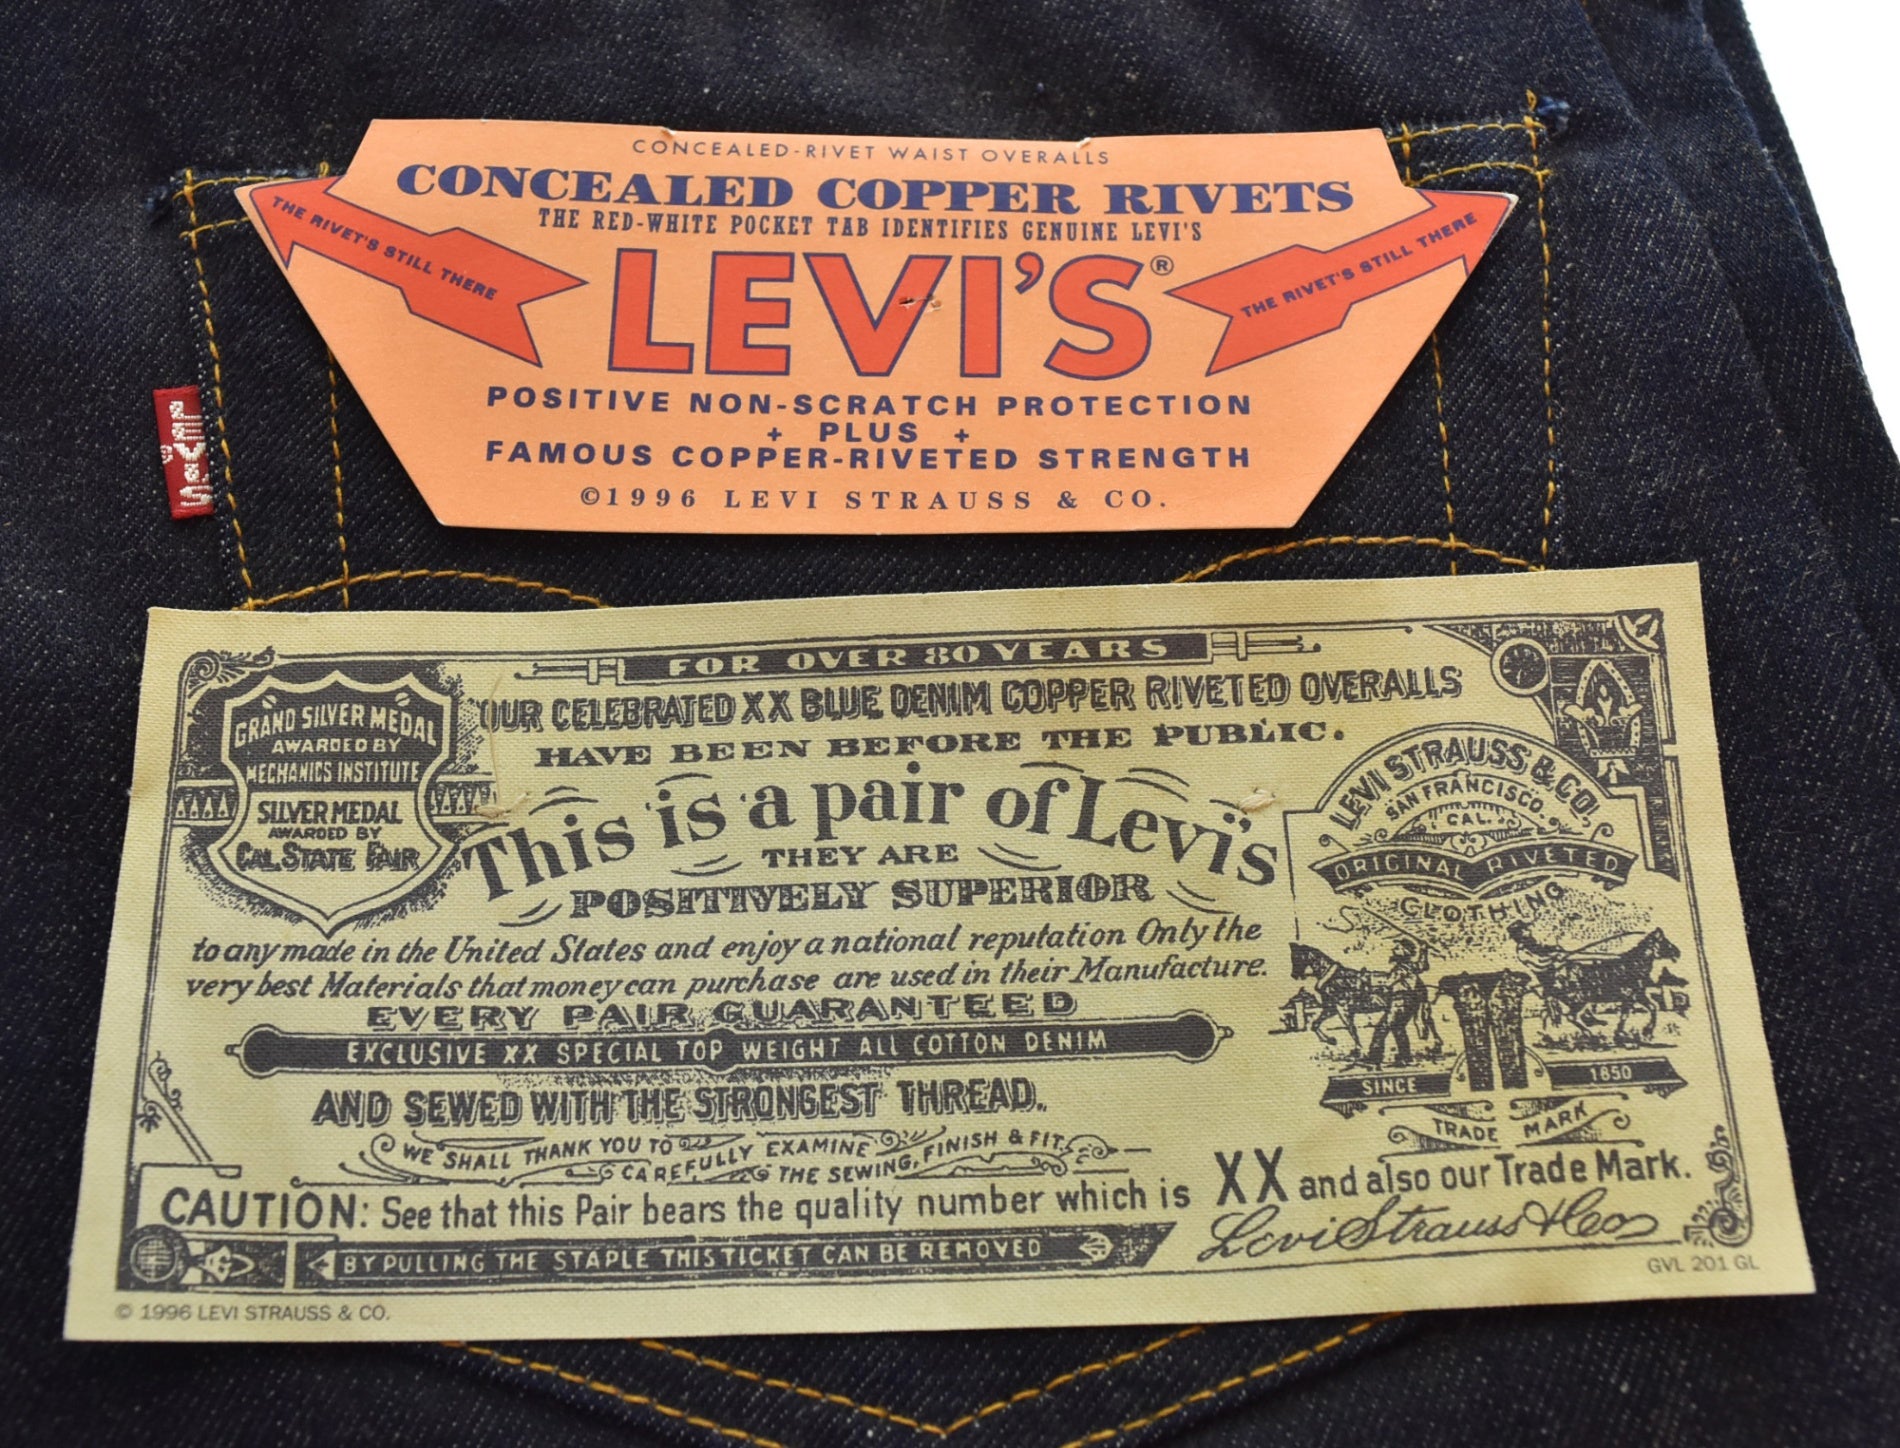 CONCEALED-RIVET WAIST OVERALLS
CONCEALED COPPER RIVETS
THE RED-WHITE POCKET TAB IDENTIFIES GENUINE LEVI'S
THE RIVET'S STILL THERE
LEVI'S®
THE RIVET'S STILL THERE
POSITIVE NON-SCRATCH PROTECTION
+ PLUS +
FAMOUS COPPER-RIVETED STRENGTH
©1996 LEVI STRAUSS & CO.
LEVI'S®
FOR OVER 80 YEARS
OUR CELEBRATED XX BLUE DENIM COPPER RIVETED OVERALLS
HAVE BEEN BEFORE THE PUBLIC.
GRAND SILVER MEDAL
AWARDED BY
MECHANICS INSTITUTE
SILVER MEDAL
AWARDED BY
CAL. STATE FAIR
This is a pair of Levi's
THEY ARE
POSITIVELY SUPERIOR
to any made in the United States and enjoy a national reputation Only the
very best Materials that money can purchase are used in their Manufacture.
EVERY PAIR GUARANTEED
EXCLUSIVE XX SPECIAL TOP WEIGHT ALL COTTON DENIM
AND SEWED WITH THE STRONGEST THREAD.
WE SHALL THANK YOU TO CAREFULLY EXAMINE
THE SEWING, FINISH & FIT.
LEVI STRAUSS & CO.
SAN FRANCISCO.
CAL.
ORIGINAL RIVETED
CLOTHING
SINCE 1850
TRADE MARK
CAUTION: See that this Pair bears the quality number which is XX and also our Trade Mark.
BY PULLING THE STAPLE THIS TICKET CAN BE REMOVED
Levi Strauss & Co
GVL 201 GL
© 1996 LEVI STRAUSS & CO.